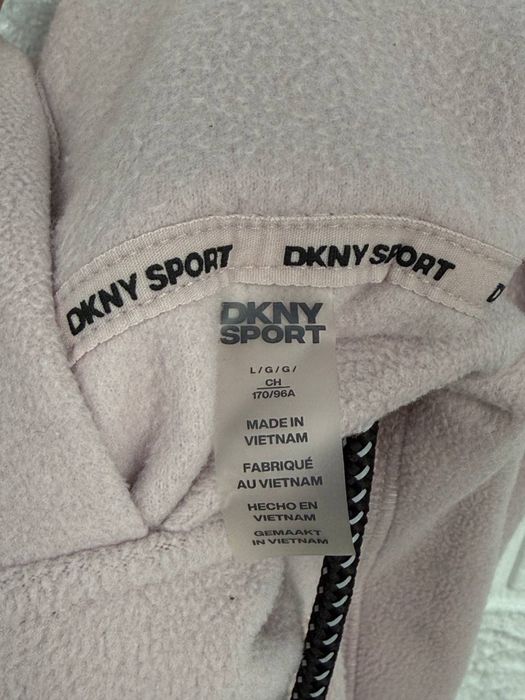 DKNY SPORT DKNY SPORT D
DKNY
SPORT
L/G/G/
CH
170/96A
MADE IN
VIETNAM
FABRIQUÉ
AU VIETNAM
HECHO EN
VIETNAM
GEMAAKT
IN VIETNAM